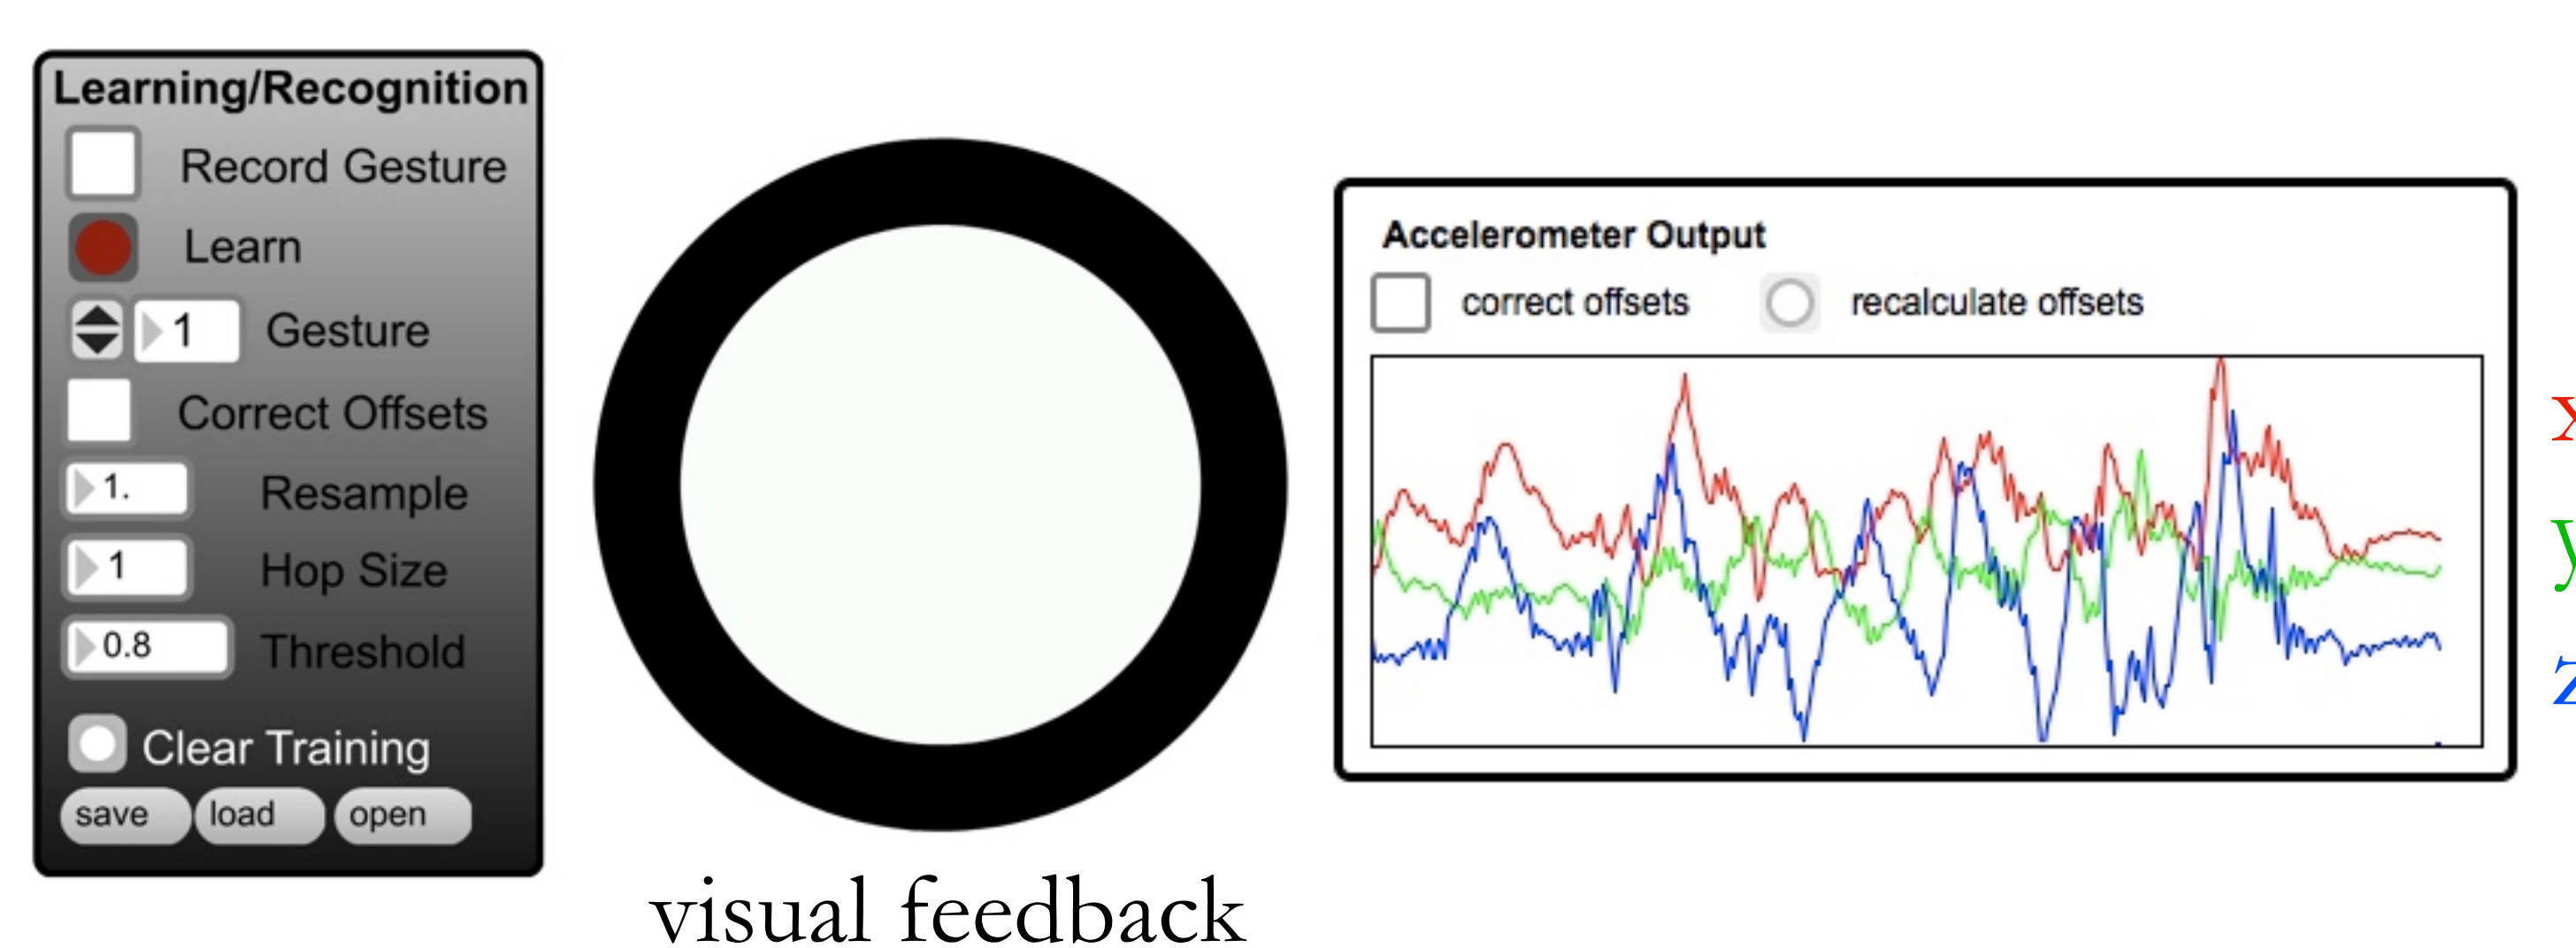 Learning/Recognition
Record Gesture
Learn
1 Gesture
Correct Offsets
1. Resample
1 Hop Size
0.8 Threshold
Clear Training
save load open
visual feedback
Accelerometer Output
correct offsets recalculate offsets
x
y
z